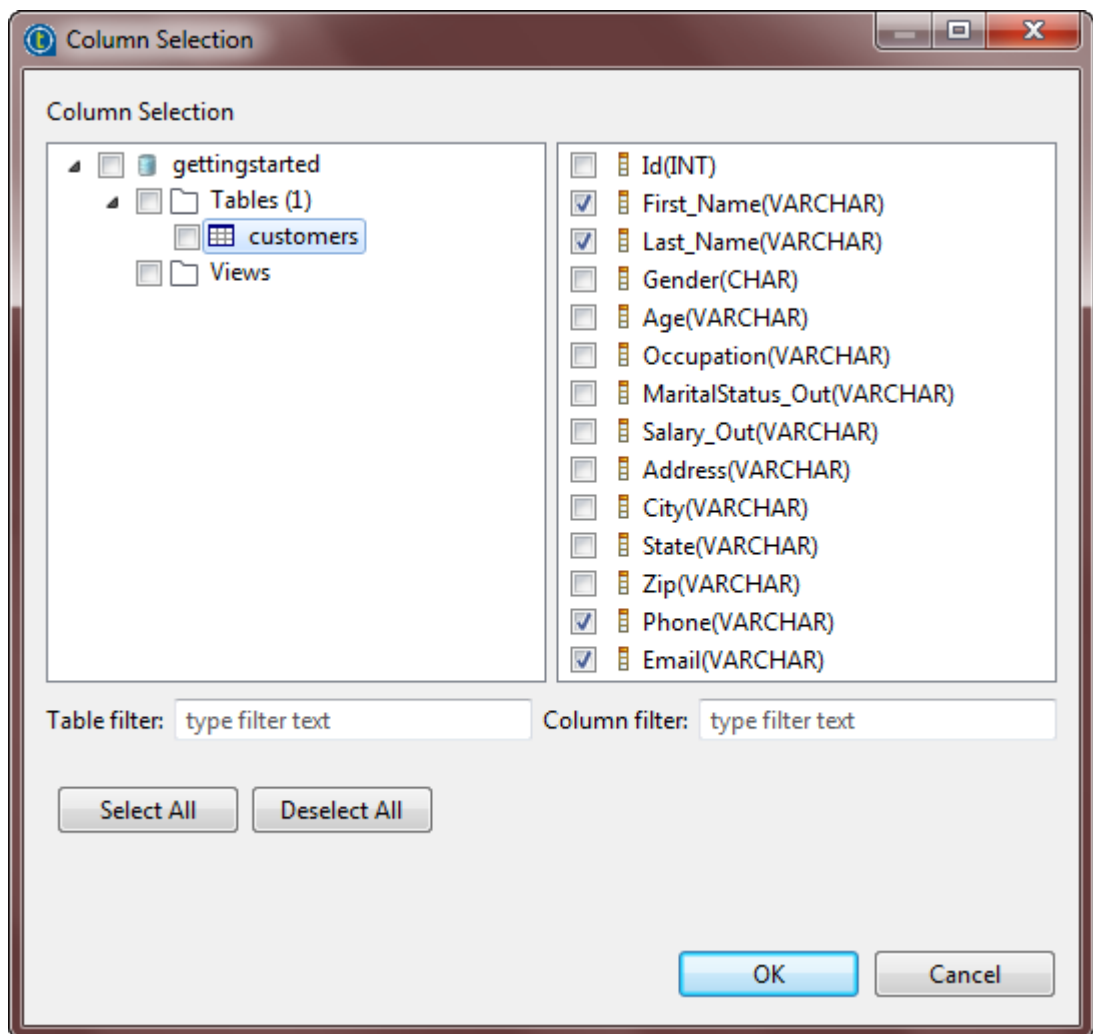 Column Selection
Column Selection
gettingstarted
Tables (1)
customers
Views
Id(INT)
First_Name(VARCHAR)
Last_Name(VARCHAR)
Gender(CHAR)
Age(VARCHAR)
Occupation(VARCHAR)
MaritalStatus_Out(VARCHAR)
Salary_Out(VARCHAR)
Address(VARCHAR)
City(VARCHAR)
State(VARCHAR)
Zip(VARCHAR)
Phone(VARCHAR)
Email(VARCHAR)
Table filter: type filter text Column filter: type filter text
Select All Deselect All
OK Cancel